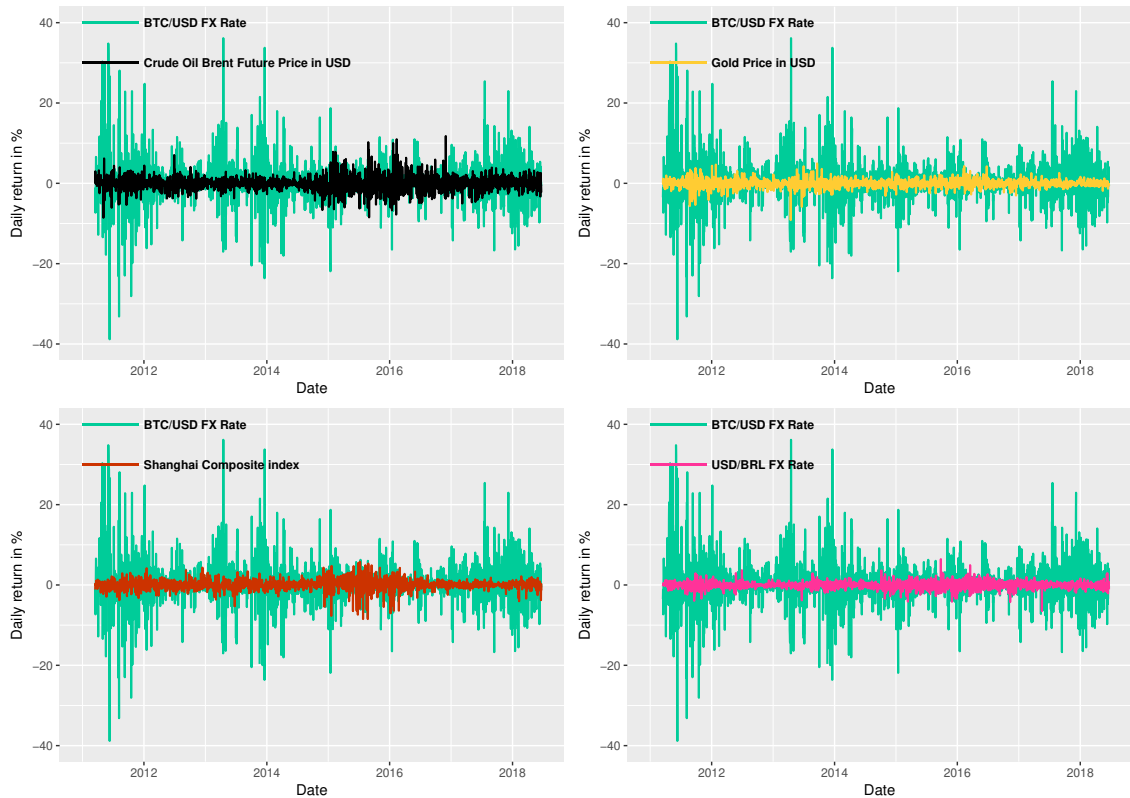 40
BTC/USD FX Rate
Crude Oil Brent Future Price in USD
20
0
−20
−40
Daily return in %
2012
2014
2016
2018
Date
40
BTC/USD FX Rate
Gold Price in USD
20
0
−20
−40
Daily return in %
2012
2014
2016
2018
Date
40
BTC/USD FX Rate
Shanghai Composite index
20
0
−20
−40
Daily return in %
2012
2014
2016
2018
Date
40
BTC/USD FX Rate
USD/BRL FX Rate
20
0
−20
−40
Daily return in %
2012
2014
2016
2018
Date